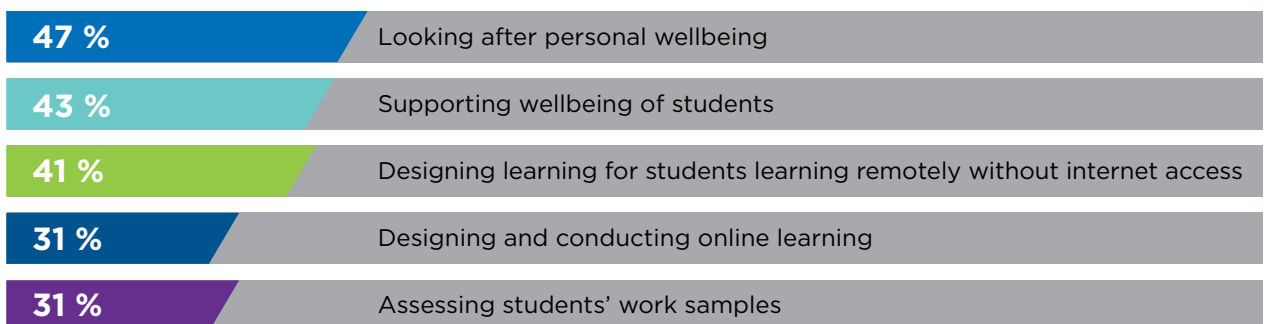 47 % Looking after personal wellbeing
43 % Supporting wellbeing of students
41 % Designing learning for students learning remotely without internet access
31 % Designing and conducting online learning
31 % Assessing students’ work samples